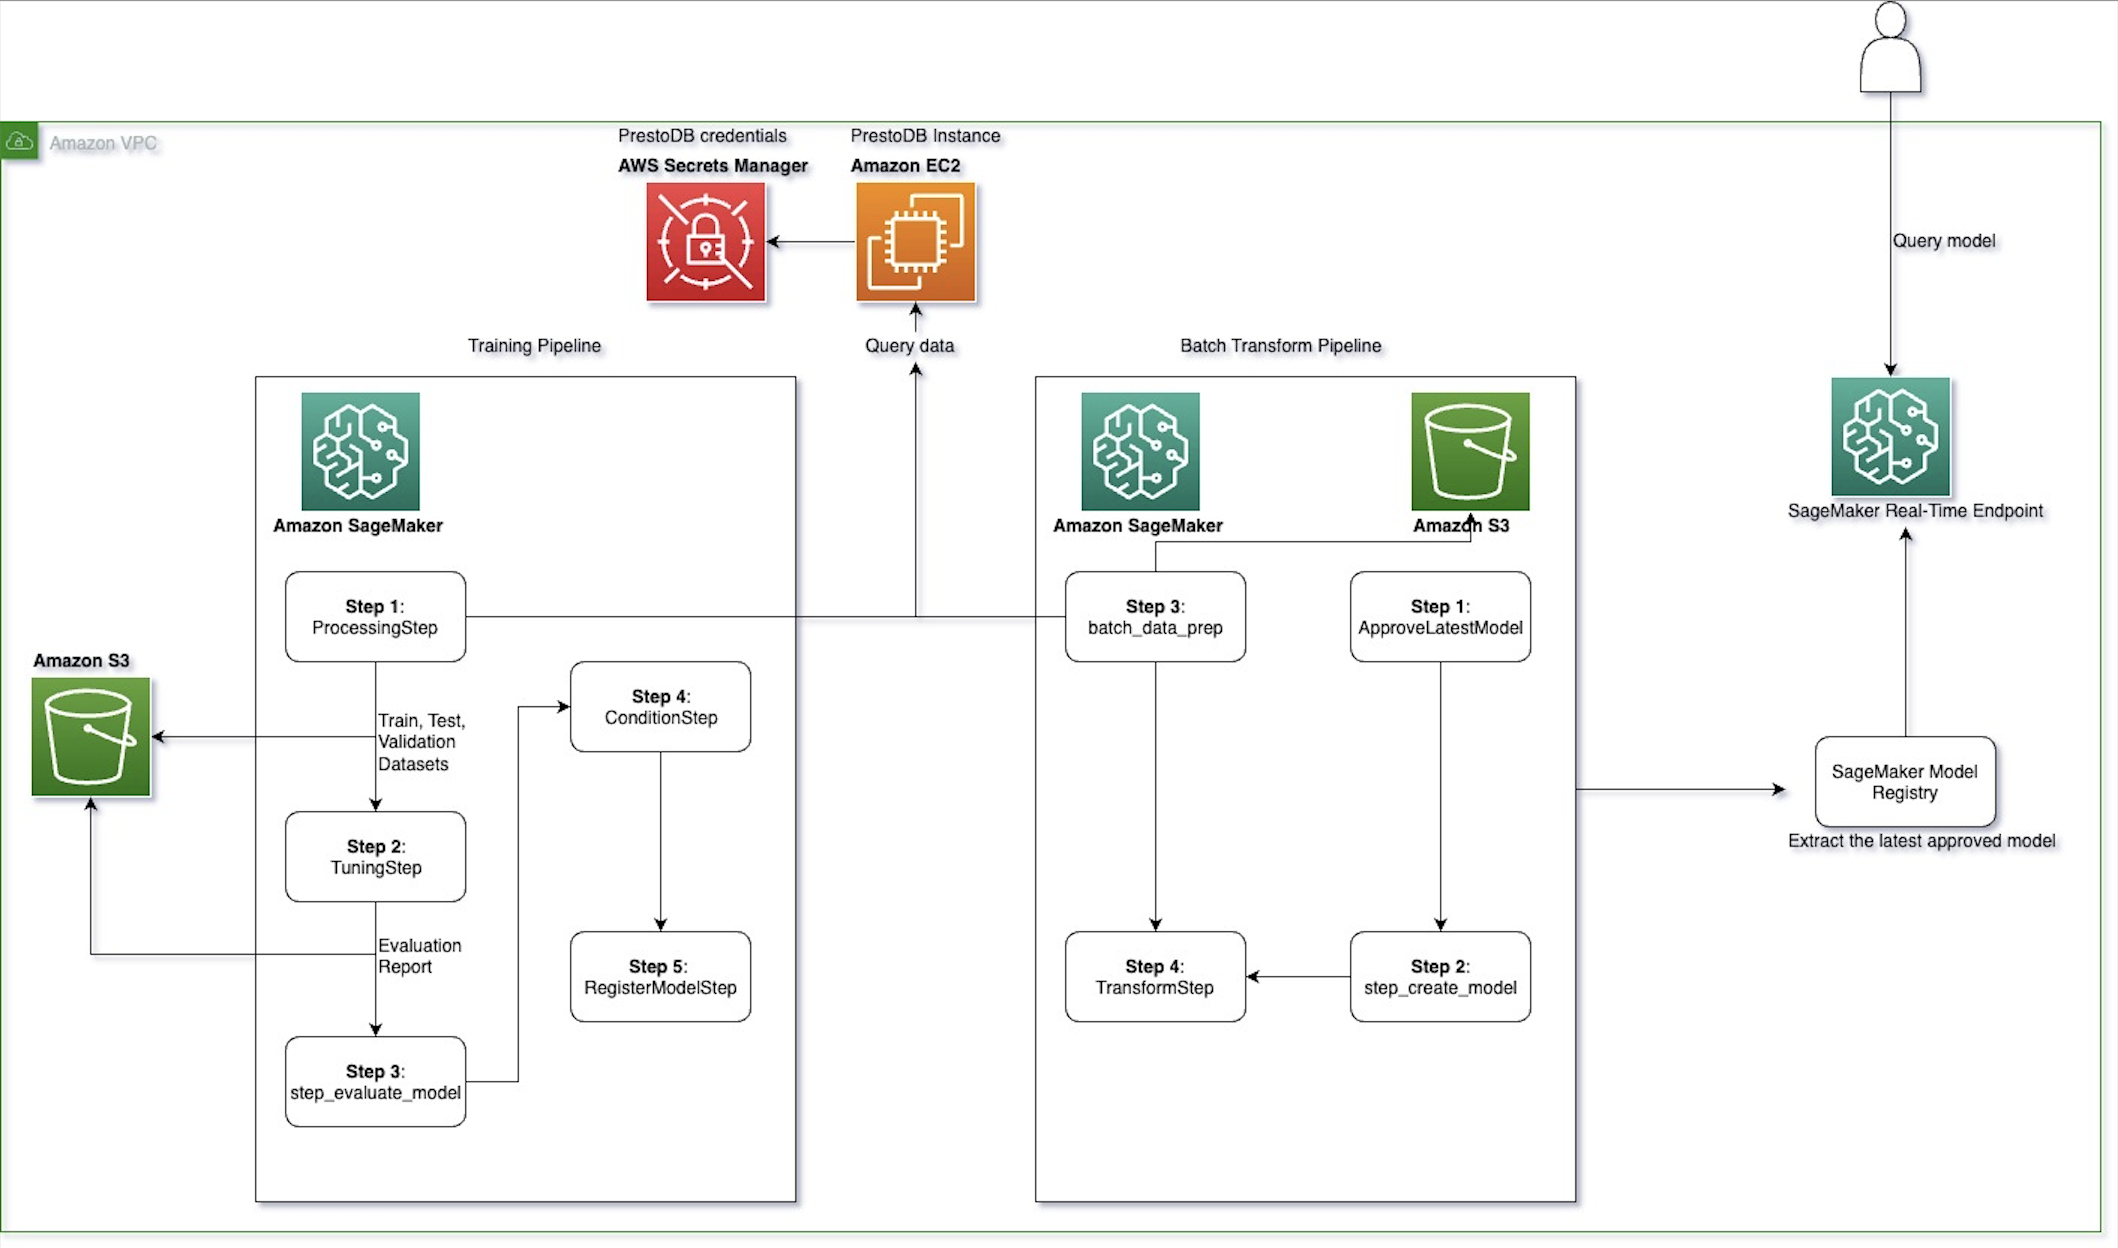 Amazon VPC
PrestoDB credentials
AWS Secrets Manager
PrestoDB Instance
Amazon EC2
Query model
Training Pipeline
Query data
Batch Transform Pipeline
Amazon SageMaker
Step 1:
ProcessingStep
Amazon S3
Train, Test,
Validation
Datasets
Step 2:
TuningStep
Evaluation
Report
Step 3:
step_evaluate_model
Step 4:
ConditionStep
Step 5:
RegisterModelStep
Amazon SageMaker
Amazon S3
Step 3:
batch_data_prep
Step 1:
ApproveLatestModel
Step 4:
TransformStep
Step 2:
step_create_model
SageMaker Real-Time Endpoint
SageMaker Model
Registry
Extract the latest approved model